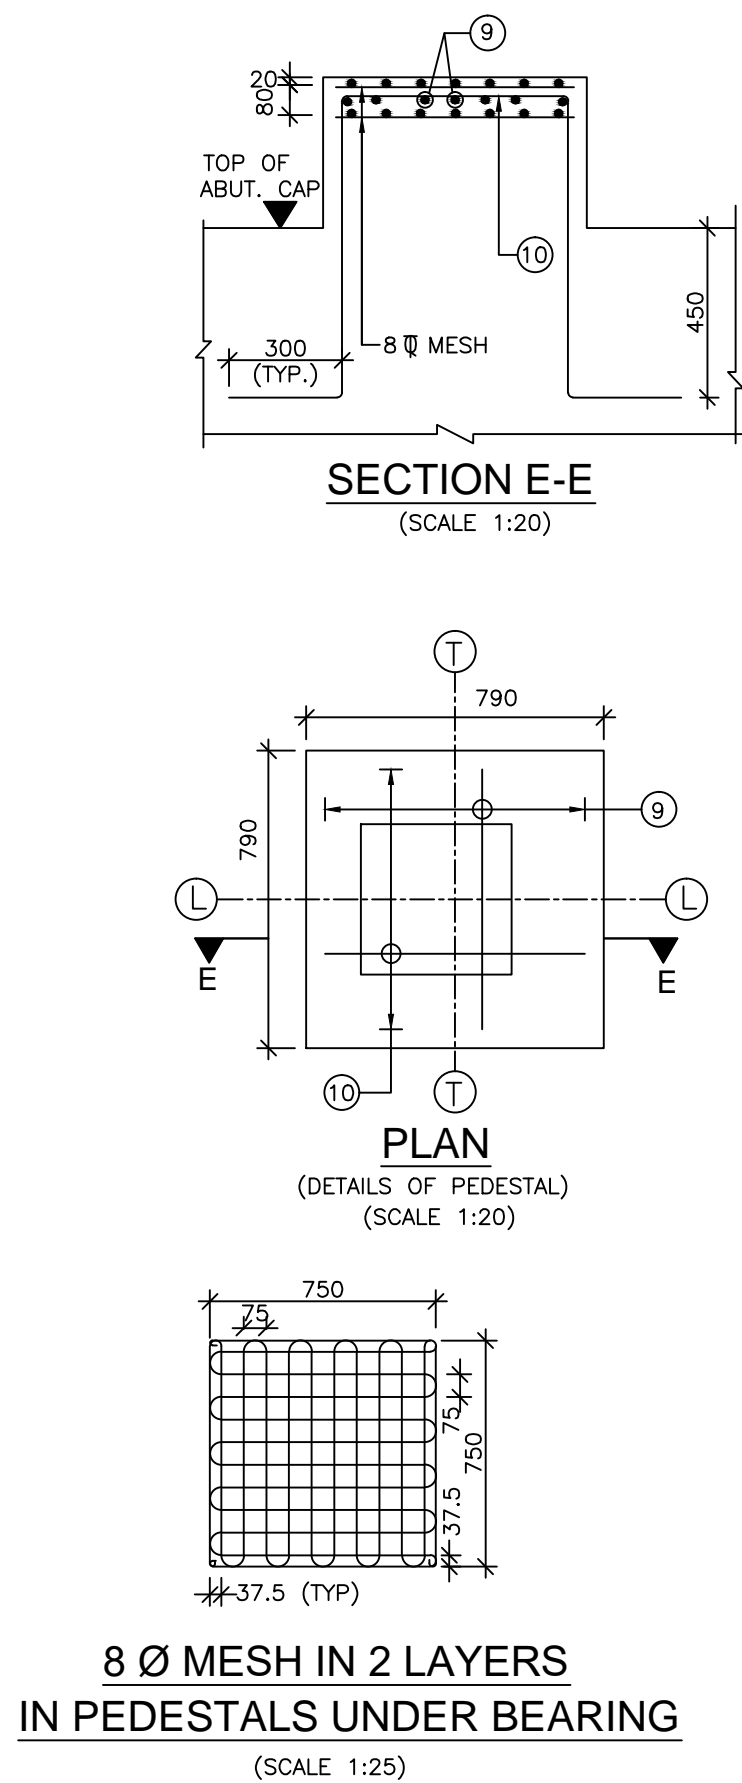 9
20
80
TOP OF
ABUT. CAP
10
450
8 Ꞙ MESH
300
(TYP.)
SECTION E-E
(SCALE 1:20)
T
790
9
790
L
L
E
E
10
T
PLAN
(DETAILS OF PEDESTAL)
(SCALE 1:20)
750
75
75
750
37.5
37.5 (TYP)
8 Ø MESH IN 2 LAYERS
IN PEDESTALS UNDER BEARING
(SCALE 1:25)